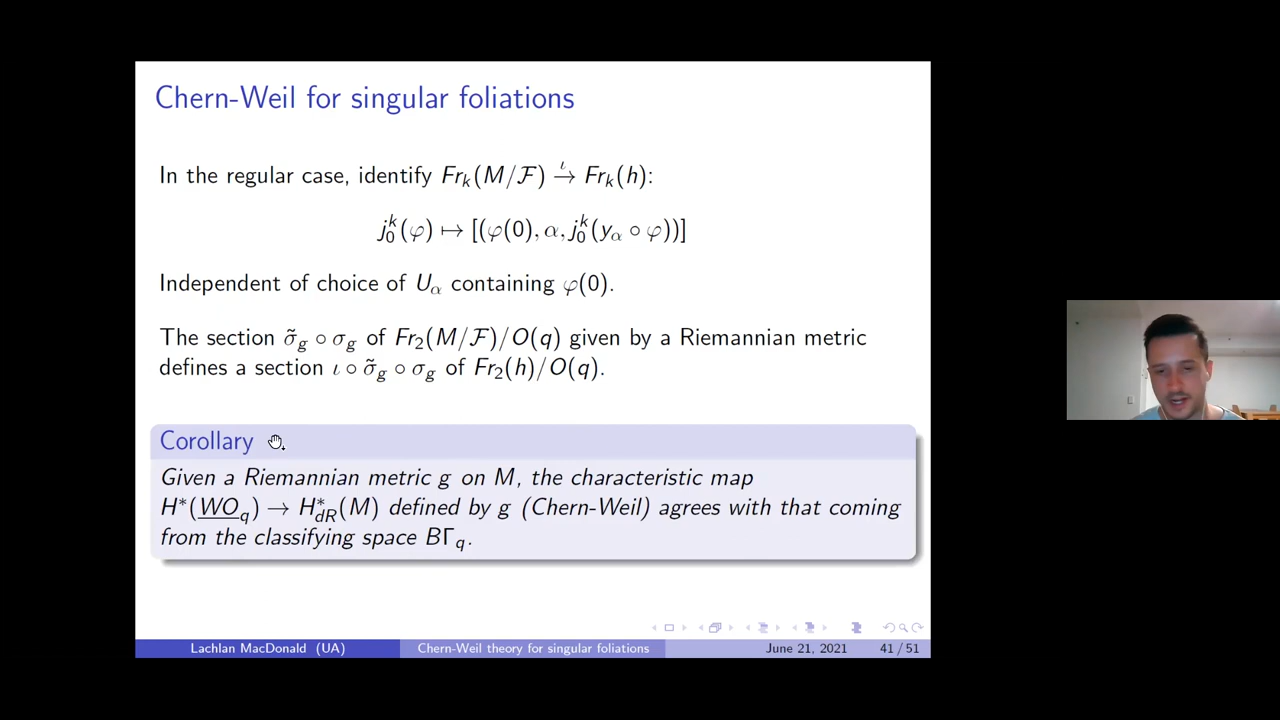 Chern-Weil for singular foliations
In the regular case, identify Fr_k(M/𝓕) →^ι Fr_k(h):
j_0^k(φ) ↦ [(φ(0), α, j_0^k(y_α ∘ φ))]
Independent of choice of U_α containing φ(0).
The section σ̃_g ∘ σ_g of Fr_2(M/𝓕)/O(q) given by a Riemannian metric
defines a section ι ∘ σ̃_g ∘ σ_g of Fr_2(h)/O(q).
Corollary
Given a Riemannian metric g on M, the characteristic map
H*(W̲O̲_q) → H*_dR(M) defined by g (Chern-Weil) agrees with that coming
from the classifying space BΓ_q.
Lachlan MacDonald (UA) Chern-Weil theory for singular foliations June 21, 2021 41 / 51